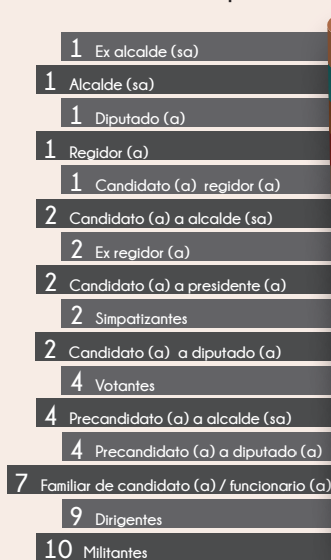 1 Ex alcalde (sa)
1 Alcalde (sa)
1 Diputado (a)
1 Regidor (a)
1 Candidato (a) regidor (a)
2 Candidato (a) a alcalde (sa)
2 Ex regidor (a)
2 Candidato (a) a presidente (a)
2 Simpatizantes
2 Candidato (a) a diputado (a)
4 Votantes
4 Precandidato (a) a alcalde (sa)
4 Precandidato (a) a diputado (a)
7 Familiar de candidato (a) / funcionario (a)
9 Dirigentes
10 Militantes